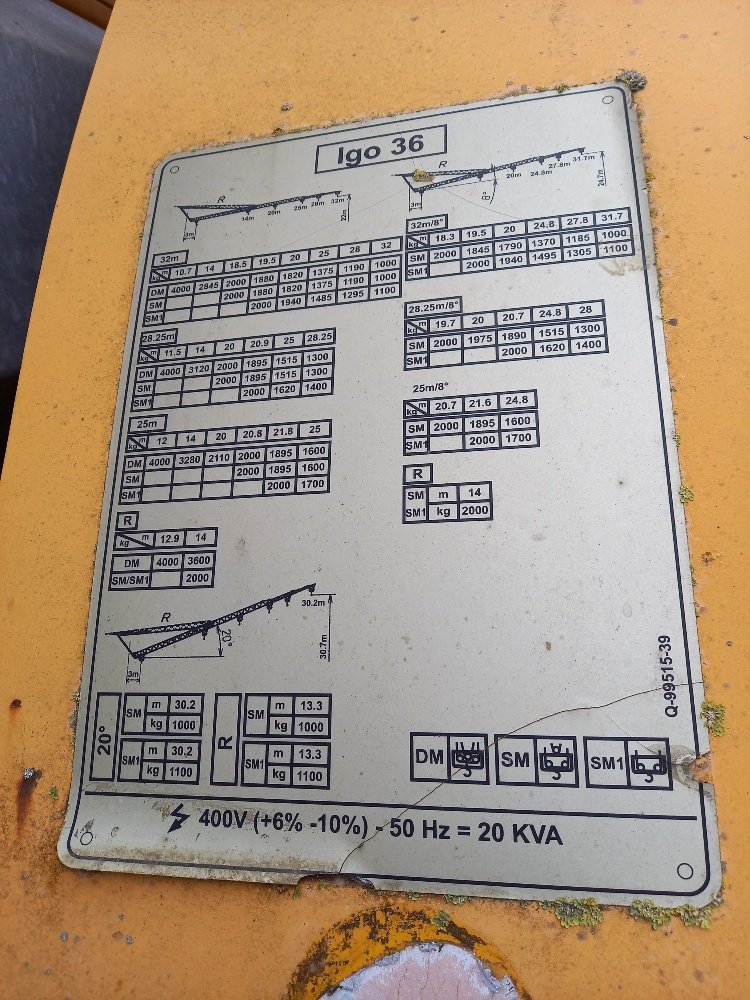 Igo 36
R
14m 20m 25m 28m 32m
22m
3m
R
20m 24.8m 27.8m 31.7m
24.7m
8°
3m
32m
kg m 10.7 14 18.5 19.5 20 25 28 32
DM 4000 2845 2000 1880 1820 1375 1190 1000
SM 2000 1880 1820 1375 1190 1000
SM1 2000 1940 1485 1295 1100
32m/8°
kg m 18.3 19.5 20 24.8 27.8 31.7
SM 2000 1845 1790 1370 1185 1000
SM1 2000 1940 1495 1305 1100
28.25m
kg m 11.5 14 20 20.9 25 28.25
DM 4000 3120 2000 1895 1515 1300
SM 2000 1895 1515 1300
SM1 2000 1620 1400
28.25m/8°
kg m 19.7 20 20.7 24.8 28
SM 2000 1975 1890 1515 1300
SM1 2000 1620 1400
25m
kg m 12 14 20 20.8 21.8 25
DM 4000 3280 2110 2000 1895 1600
SM 2000 1895 1600
SM1 2000 1700
25m/8°
kg m 20.7 21.6 24.8
SM 2000 1895 1600
SM1 2000 1700
R
kg m 12.9 14
DM 4000 3600
SM/SM1 2000
R
SM m 14
SM1 kg 2000
R
30.2m
20°
30.7m
3m
20°
SM m 30.2
kg 1000
SM1 m 30.2
kg 1100
R
SM m 13.3
kg 1000
SM1 m 13.3
kg 1100
Q-99515-39
DM SM SM1
400V (+6% -10%) - 50 Hz = 20 KVA